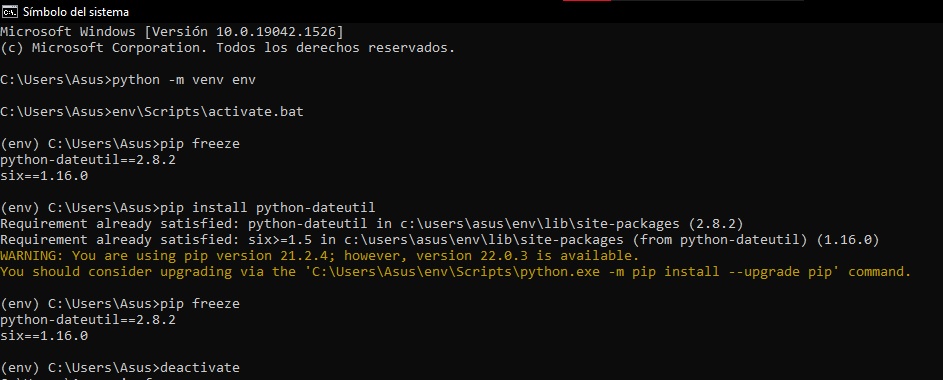 Símbolo del sistema
Microsoft Windows [Versión 10.0.19042.1526]
(c) Microsoft Corporation. Todos los derechos reservados.
C:\Users\Asus>python -m venv env
C:\Users\Asus>env\Scripts\activate.bat
(env) C:\Users\Asus>pip freeze
python-dateutil==2.8.2
six==1.16.0
(env) C:\Users\Asus>pip install python-dateutil
Requirement already satisfied: python-dateutil in c:\users\asus\env\lib\site-packages (2.8.2)
Requirement already satisfied: six>=1.5 in c:\users\asus\env\lib\site-packages (from python-dateutil) (1.16.0)
WARNING: You are using pip version 21.2.4; however, version 22.0.3 is available.
You should consider upgrading via the 'C:\Users\Asus\env\Scripts\python.exe -m pip install --upgrade pip' command.
(env) C:\Users\Asus>pip freeze
python-dateutil==2.8.2
six==1.16.0
(env) C:\Users\Asus>deactivate